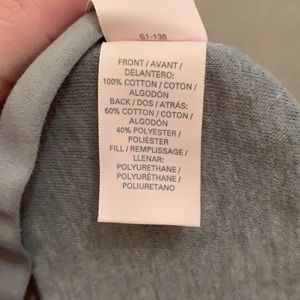 61-138
FRONT / AVANT /
DELANTERO:
100% COTTON / COTON /
ALGODÓN
BACK / DOS / ATRÁS:
60% COTTON / COTON /
ALGODÓN
40% POLYESTER /
POLIÉSTER
FILL / REMPLISSAGE /
LLENAR:
POLYURETHANE /
POLYURÉTHANE /
POLIURETANO